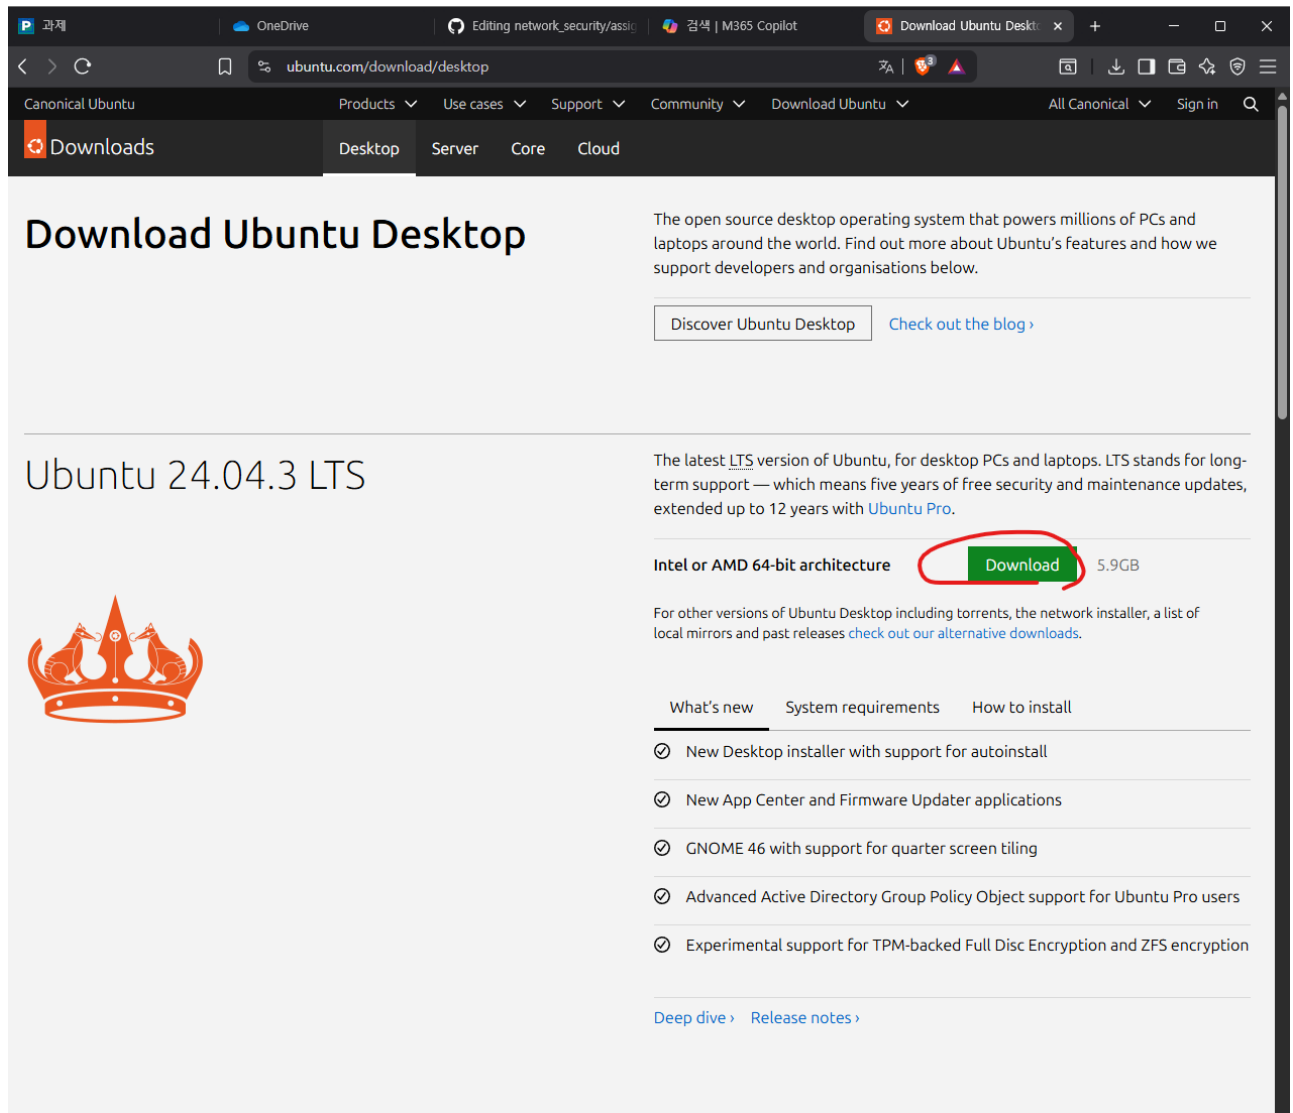 과제
OneDrive
Editing network_security/assig
검색 | M365 Copilot
Download Ubuntu Deskto
ubuntu.com/download/desktop
3
Canonical Ubuntu
Products
Use cases
Support
Community
Download Ubuntu
All Canonical
Sign in
Downloads
Desktop
Server
Core
Cloud
Download Ubuntu Desktop
The open source desktop operating system that powers millions of PCs and
laptops around the world. Find out more about Ubuntu's features and how we
support developers and organisations below.
Discover Ubuntu Desktop
Check out the blog ›
Ubuntu 24.04.3 LTS
The latest LTS version of Ubuntu, for desktop PCs and laptops. LTS stands for long-
term support — which means five years of free security and maintenance updates,
extended up to 12 years with Ubuntu Pro.
Intel or AMD 64-bit architecture
Download
5.9GB
For other versions of Ubuntu Desktop including torrents, the network installer, a list of
local mirrors and past releases check out our alternative downloads.
What's new
System requirements
How to install
New Desktop installer with support for autoinstall
New App Center and Firmware Updater applications
GNOME 46 with support for quarter screen tiling
Advanced Active Directory Group Policy Object support for Ubuntu Pro users
Experimental support for TPM-backed Full Disc Encryption and ZFS encryption
Deep dive ›
Release notes ›